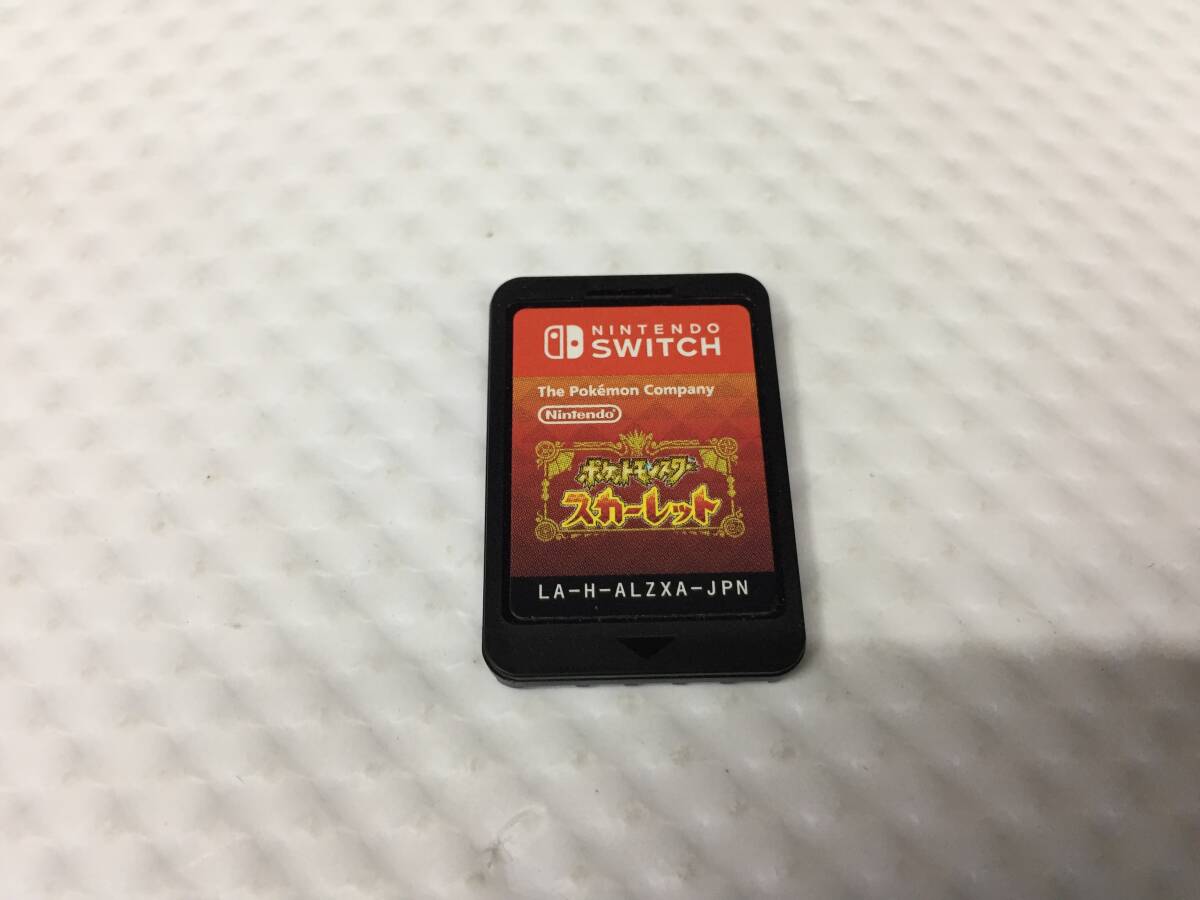 NINTENDO
SWITCH
The Pokémon Company
Nintendo
ポケットモンスター
スカーレット
LA-H-ALZXA-JPN